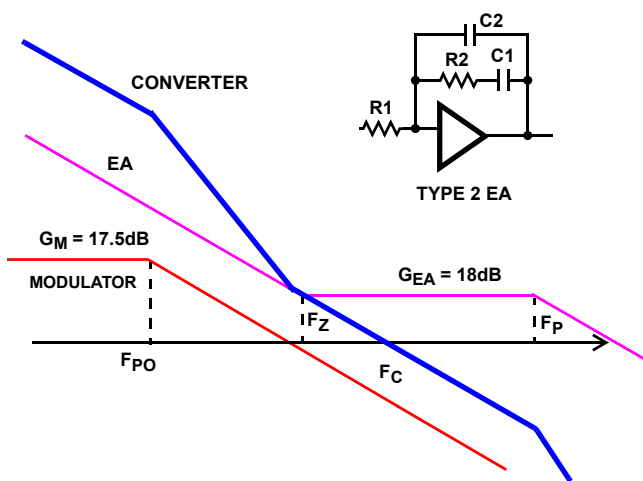 C2
R2
C1
R1
TYPE 2 EA
CONVERTER
EA
GM = 17.5dB
MODULATOR
GEA = 18dB
FPO
FZ
FC
FP